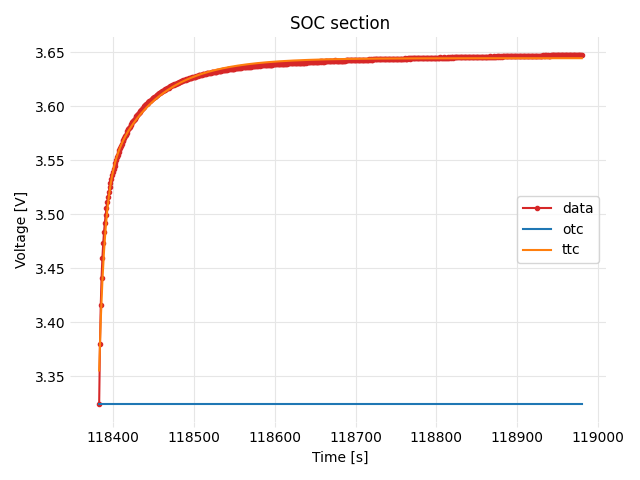 SOC section
3.65
3.60
3.55
3.50
3.45
3.40
3.35
Voltage [V]
data
otc
ttc
118400 118500 118600 118700 118800 118900 119000
Time [s]